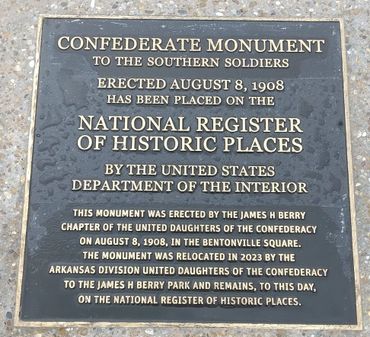 CONFEDERATE MONUMENT
TO THE SOUTHERN SOLDIERS
ERECTED AUGUST 8, 1908
HAS BEEN PLACED ON THE
NATIONAL REGISTER
OF HISTORIC PLACES
BY THE UNITED STATES
DEPARTMENT OF THE INTERIOR
THIS MONUMENT WAS ERECTED BY THE JAMES H BERRY
CHAPTER OF THE UNITED DAUGHTERS OF THE CONFEDERACY
ON AUGUST 8, 1908, IN THE BENTONVILLE SQUARE.
THE MONUMENT WAS RELOCATED IN 2023 BY THE
ARKANSAS DIVISION UNITED DAUGHTERS OF THE CONFEDERACY
TO THE JAMES H BERRY PARK AND REMAINS, TO THIS DAY,
ON THE NATIONAL REGISTER OF HISTORIC PLACES.